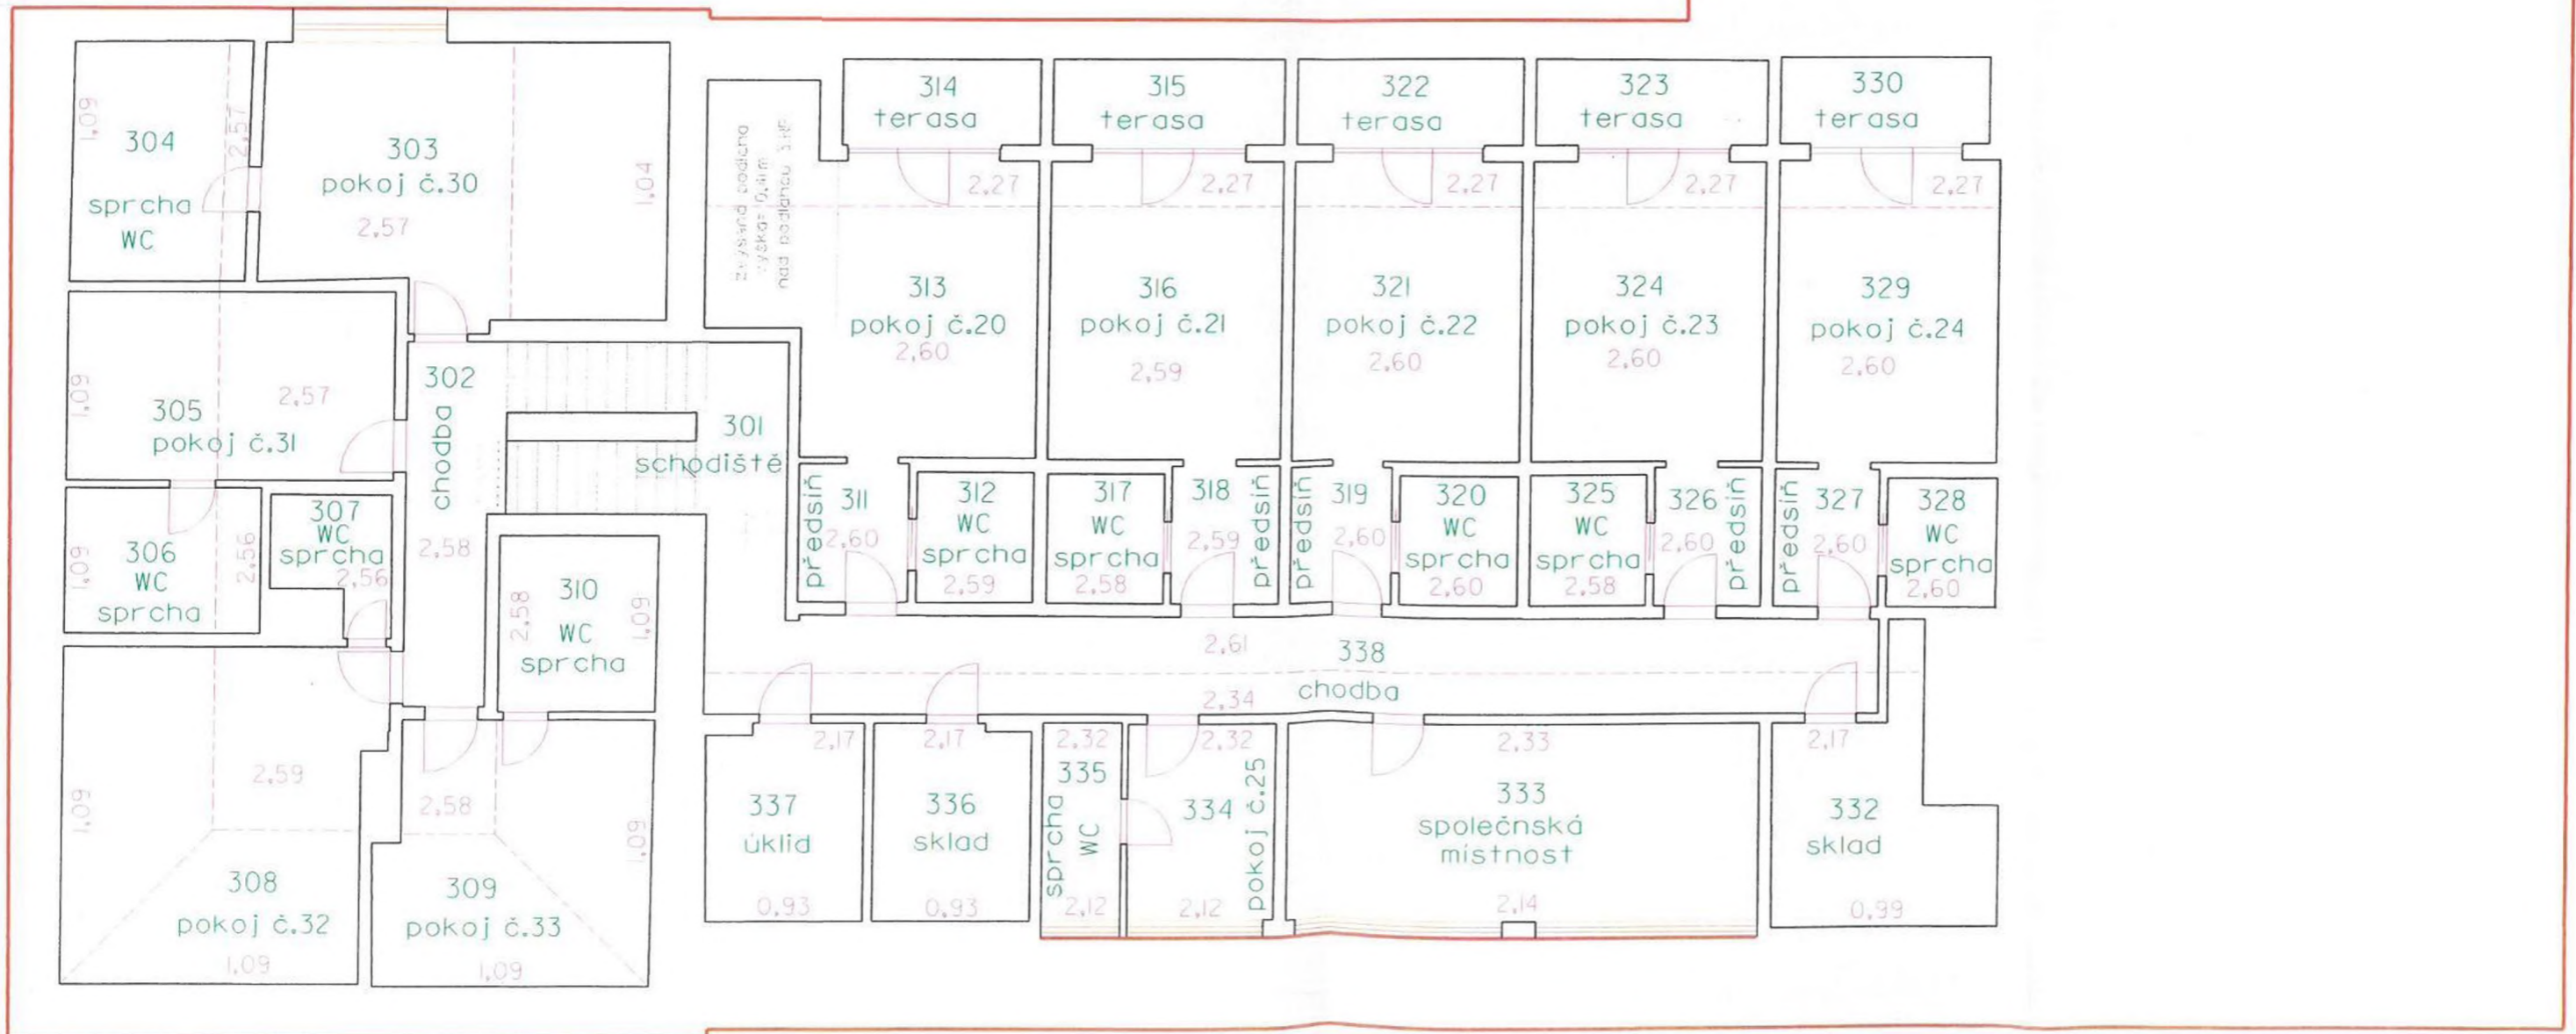 304
sprcha
WC
1,09
2,57
303
pokoj č.30
2,57
1,04
305
pokoj č.31
2,57
1,09
302
chodba
2,58
301
schodiště
306
WC
sprcha
1,09
2,56
307
WC
sprcha
2,56
310
WC
sprcha
2,58
1,09
308
pokoj č.32
2,59
1,09
1,09
309
pokoj č.33
2,58
1,09
1,09
nad podlahou
314
terasa
315
terasa
322
terasa
323
terasa
330
terasa
2,27
2,27
2,27
2,27
2,27
313
pokoj č.20
2,60
316
pokoj č.21
2,59
321
pokoj č.22
2,60
324
pokoj č.23
2,60
329
pokoj č.24
2,60
předsíň
311
2,60
312
WC
sprcha
2,59
317
WC
sprcha
2,58
318
2,59
předsíň
předsíň
319
2,60
320
WC
sprcha
2,60
325
WC
sprcha
2,58
326
2,60
předsíň
předsíň
327
2,60
328
WC
sprcha
2,60
2,61
338
chodba
2,34
2,17
337
úklid
0,93
2,17
336
sklad
0,93
2,32
335
sprcha
WC
2,12
2,32
334
pokoj č.25
2,12
2,33
333
společnská
místnost
2,14
2,17
332
sklad
0,99